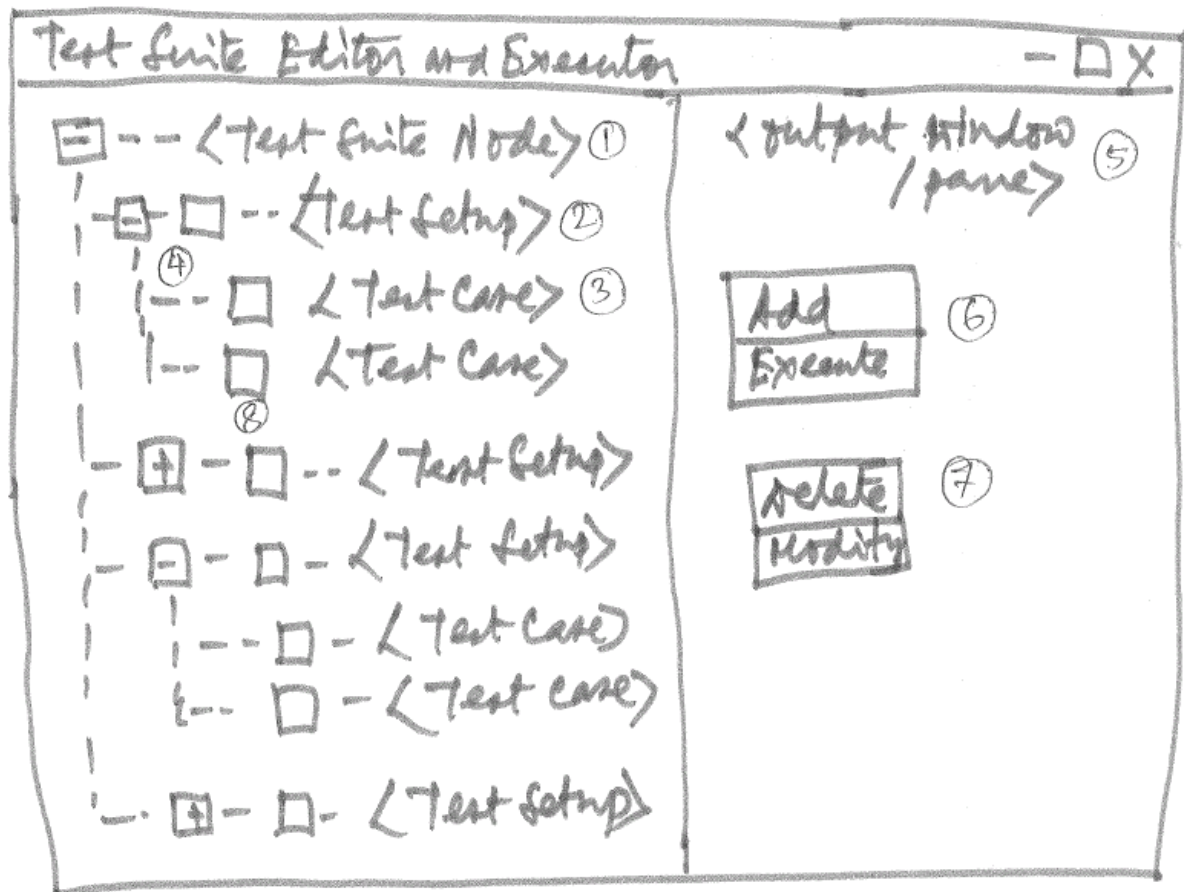 Test Suite Editor and Executor - □ X
<Test Suite Node> ①
<Test Setup> ②
④
<Test Case> ③
<Test Case>
⑧
<Test Setup>
<Test Setup>
<Test Case>
<Test Case>
<Test Setup>
<output window ⑤
/ pane>
Add ⑥
Execute
Delete ⑦
Modify